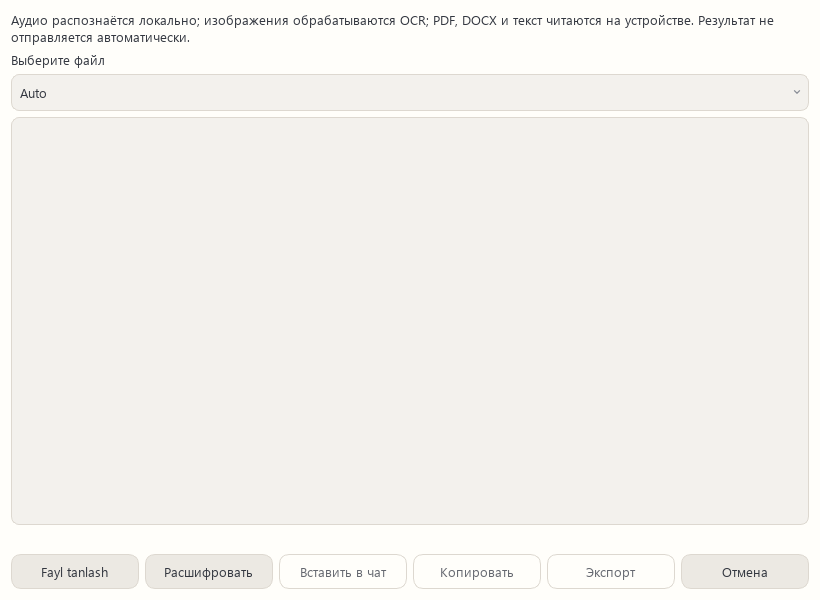 Аудио распознаётся локально; изображения обрабатываются OCR; PDF, DOCX и текст читаются на устройстве. Результат не
отправляется автоматически.
Выберите файл
Auto
Fayl tanlash
Расшифровать
Вставить в чат
Копировать
Экспорт
Отмена